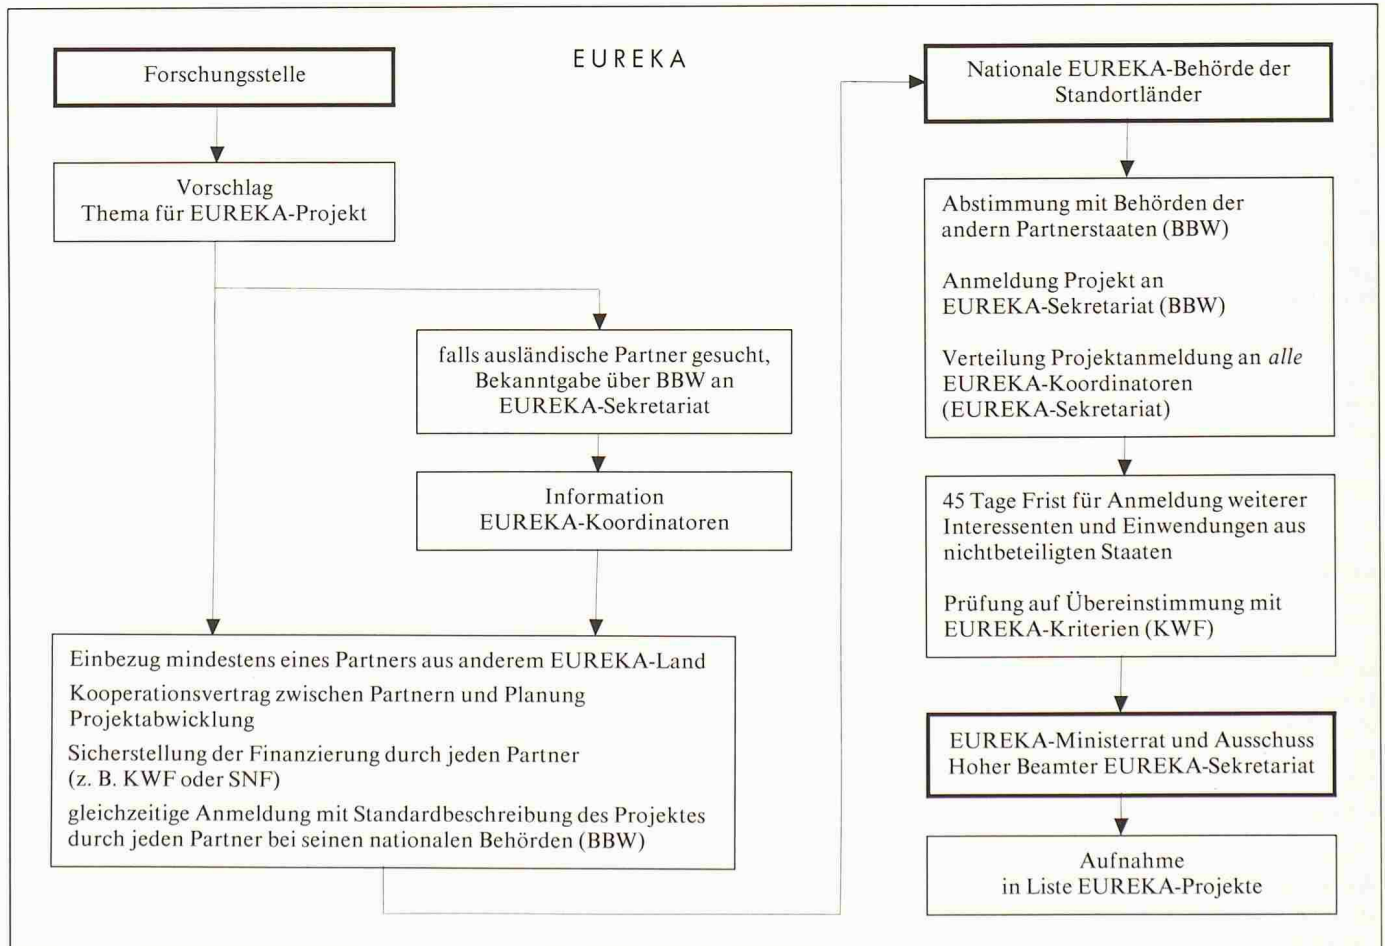 EUREKA
Forschungsstelle
Vorschlag
Thema für EUREKA-Projekt
falls ausländische Partner gesucht,
Bekanntgabe über BBW an
EUREKA-Sekretariat
Information
EUREKA-Koordinatoren
Einbezug mindestens eines Partners aus anderem EUREKA-Land
Kooperationsvertrag zwischen Partnern und Planung
Projektabwicklung
Sicherstellung der Finanzierung durch jeden Partner
(z. B. KWF oder SNF)
gleichzeitige Anmeldung mit Standardbeschreibung des Projektes
durch jeden Partner bei seinen nationalen Behörden (BBW)
Nationale EUREKA-Behörde der
Standortländer
Abstimmung mit Behörden der
andern Partnerstaaten (BBW)
Anmeldung Projekt an
EUREKA-Sekretariat (BBW)
Verteilung Projektanmeldung an alle
EUREKA-Koordinatoren
(EUREKA-Sekretariat)
45 Tage Frist für Anmeldung weiterer
Interessenten und Einwendungen aus
nichtbeteiligten Staaten
Prüfung auf Übereinstimmung mit
EUREKA-Kriterien (KWF)
EUREKA-Ministerrat und Ausschuss
Hoher Beamter EUREKA-Sekretariat
Aufnahme
in Liste EUREKA-Projekte